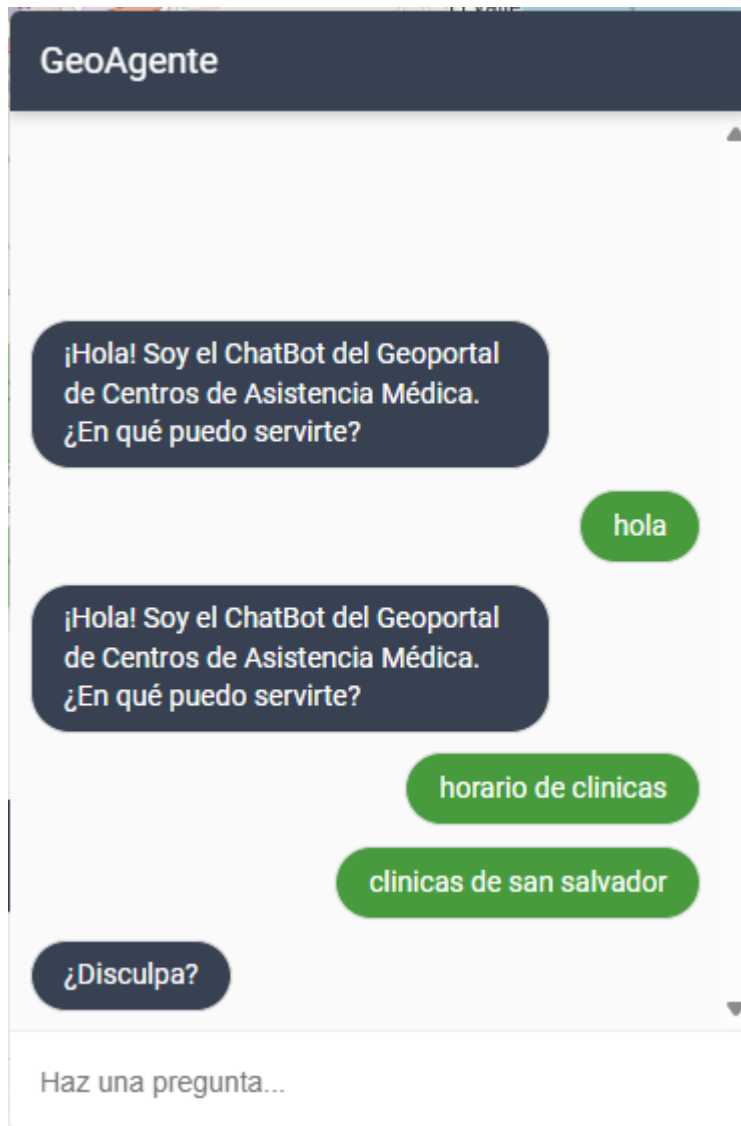 GeoAgente
¡Hola! Soy el ChatBot del Geoportal
de Centros de Asistencia Médica.
¿En qué puedo servirte?
hola
¡Hola! Soy el ChatBot del Geoportal
de Centros de Asistencia Médica.
¿En qué puedo servirte?
horario de clinicas
clinicas de san salvador
¿Disculpa?
Haz una pregunta...